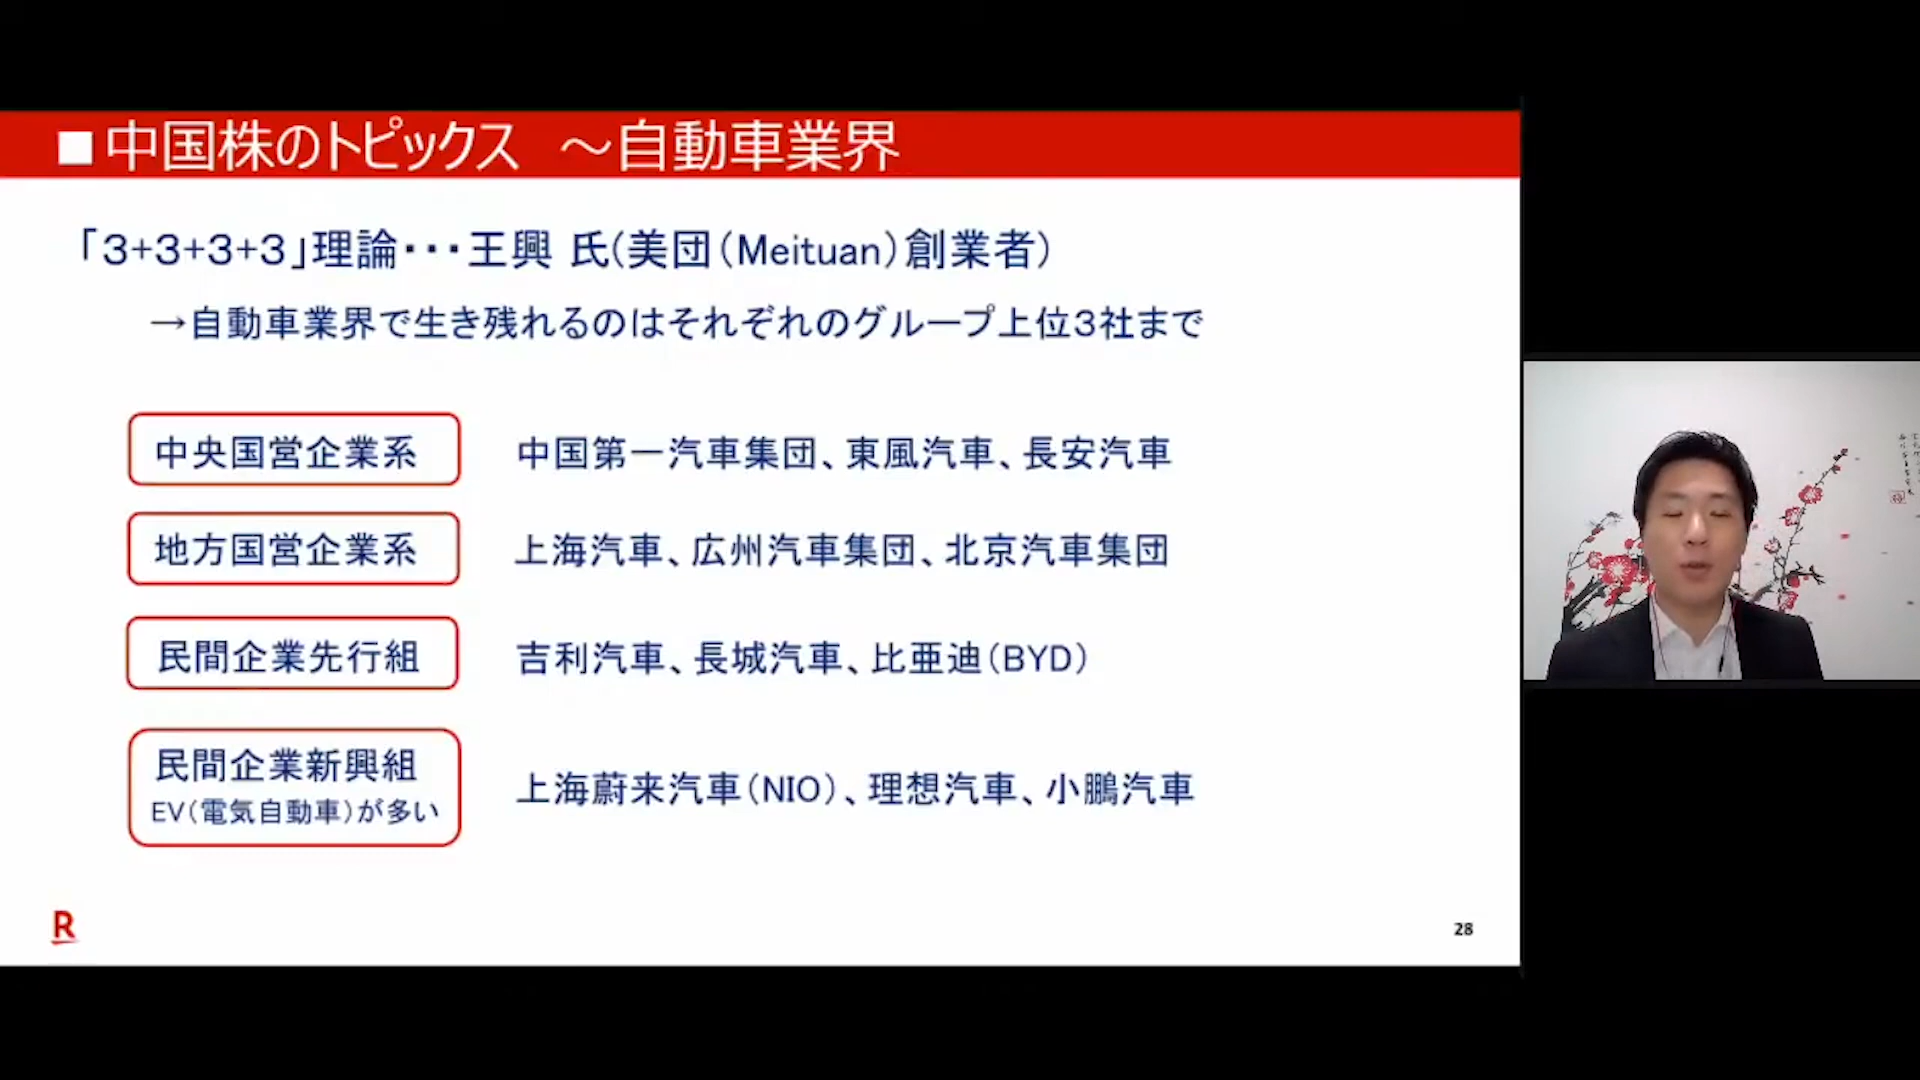 ■中国株のトピックス ～自動車業界
「3+3+3+3」理論・・・王興 氏(美団（Meituan）創業者)
→自動車業界で生き残れるのはそれぞれのグループ上位3社まで
中央国営企業系
中国第一汽車集団、東風汽車、長安汽車
地方国営企業系
上海汽車、広州汽車集団、北京汽車集団
民間企業先行組
吉利汽車、長城汽車、比亜迪（BYD）
民間企業新興組
EV（電気自動車）が多い
上海蔚来汽車（NIO）、理想汽車、小鵬汽車
R
28